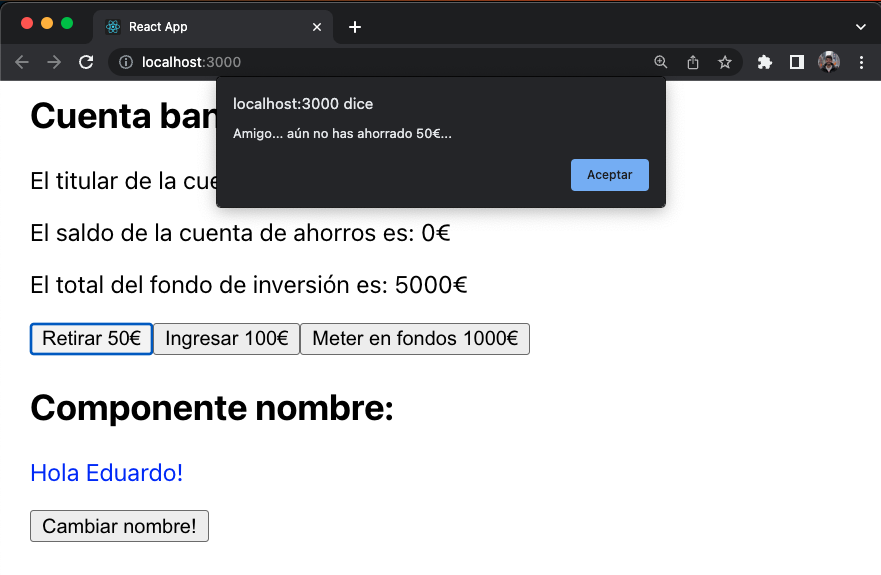 React App
localhost:3000
localhost:3000 dice
Amigo... aún no has ahorrado 50€...
Aceptar
Cuenta ban
El titular de la cue
El saldo de la cuenta de ahorros es: 0€
El total del fondo de inversión es: 5000€
Retirar 50€ Ingresar 100€ Meter en fondos 1000€
Componente nombre:
Hola Eduardo!
Cambiar nombre!